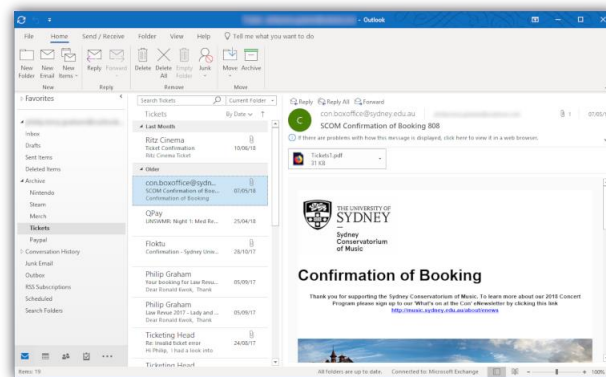 - Outlook
File Home Send / Receive Folder View Help Tell me what you want to do
New Folder
New Email
New Items
Reply
Forward
Delete
Delete All
Empty Folder
Junk
Move
Archive
New
Reply
Remove
Move
Favorites
Inbox
Drafts
Sent Items
Deleted Items
Archive
Nintendo
Steam
Merch
Tickets
Paypal
Conversation History
Junk Email
Outbox
RSS Subscriptions
Scheduled
Search Folders
Search Tickets
Current Folder
Tickets
By Date
Last Month
Ritz Cinema
Ticket Confirmation 10/06/18
Ritz Cinema Ticket
Older
con.boxoffice@sydn...
SCOM Confirmation of Boo... 07/05/18
Confirmation of Booking
QPay
UNSWMB: Night 1: Med Re... 25/04/18
Floktu
Confirmation - Sydney Unse... 28/10/17
Philip Graham
Your booking for Law Revu... 05/09/17
Dear Ronald Kwok, Thank
Philip Graham
Law Revue 2017 - Lady and ... 05/09/17
Dear Ronald Kwok, Thank
Ticketing Head
Re: Invalid ticket error 24/08/17
Hi Philip, I had a look into
Ticketing Head
Reply Reply All Forward
C
con.boxoffice@sydney.edu.au
1
SCOM Confirmation of Booking 808
If there are problems with how this message is displayed, click here to view it in a web browser.
Tickets1.pdf
31 KB
THE UNIVERSITY OF
SYDNEY
Sydney
Conservatorium
of Music
Confirmation of Booking
Thank you for supporting the Sydney Conservatorium of Music. To learn more about our 2018 Concert
Program please sign up to our 'What's on at the Con' eNewsletter by clicking this link
http://music.sydney.edu.au/about/enews
Items: 19
All folders are up to date. Connected to: Microsoft Exchange
100%